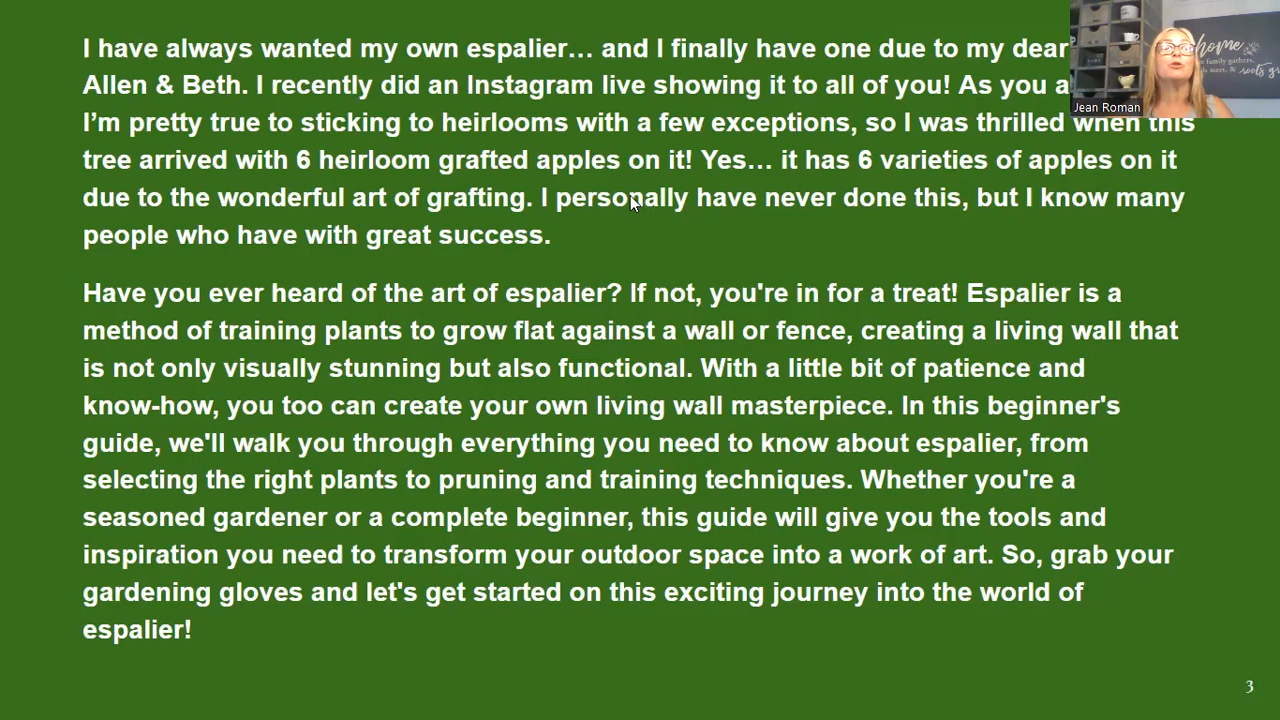 I have always wanted my own espalier… and I finally have one due to my dear
Allen & Beth. I recently did an Instagram live showing it to all of you! As you
I’m pretty true to sticking to heirlooms with a few exceptions, so I was thrilled when this
tree arrived with 6 heirloom grafted apples on it! Yes… it has 6 varieties of apples on it
due to the wonderful art of grafting. I personally have never done this, but I know many
people who have with great success.
Have you ever heard of the art of espalier? If not, you're in for a treat! Espalier is a
method of training plants to grow flat against a wall or fence, creating a living wall that
is not only visually stunning but also functional. With a little bit of patience and
know-how, you too can create your own living wall masterpiece. In this beginner's
guide, we'll walk you through everything you need to know about espalier, from
selecting the right plants to pruning and training techniques. Whether you're a
seasoned gardener or a complete beginner, this guide will give you the tools and
inspiration you need to transform your outdoor space into a work of art. So, grab your
gardening gloves and let's get started on this exciting journey into the world of
espalier!
home
family gathers,
meet, &
Jean Roman
3